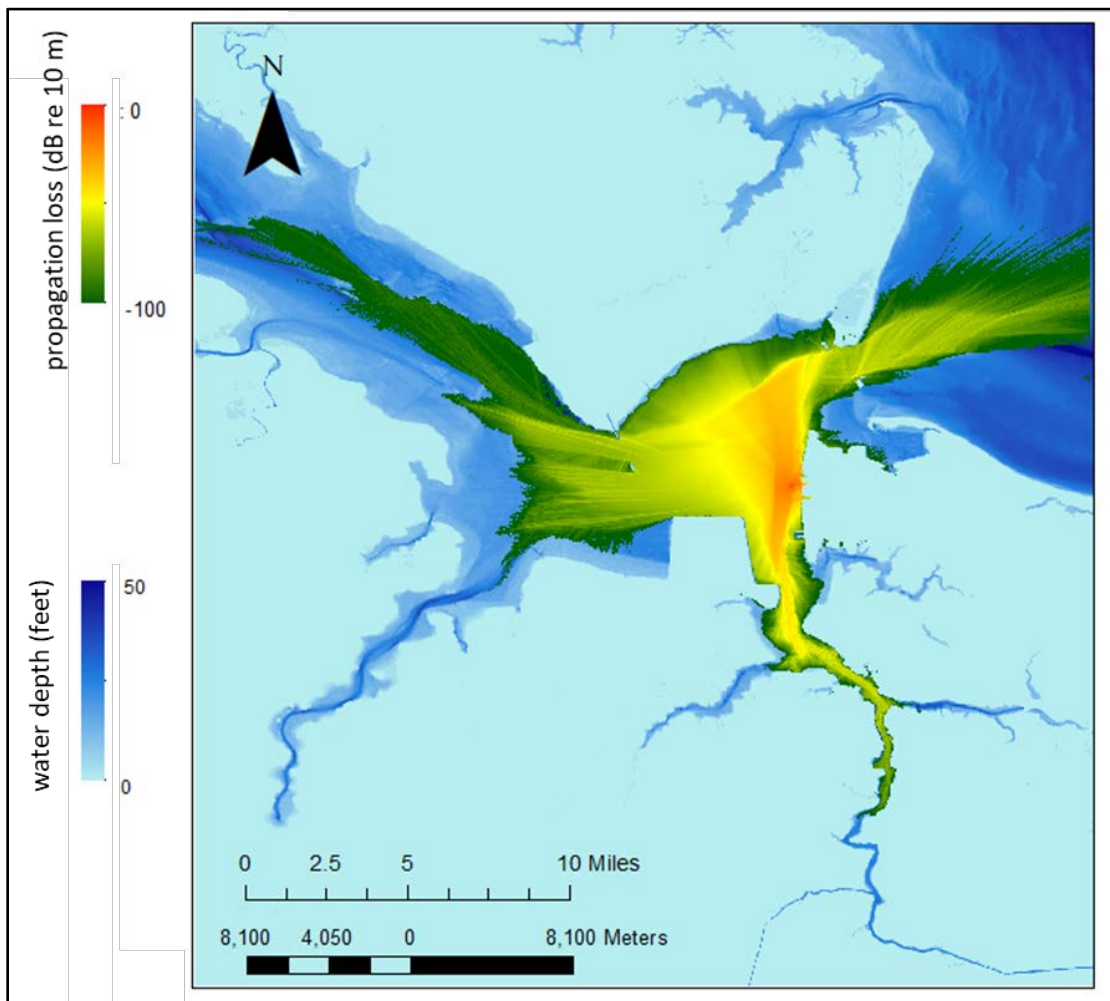 propagation loss (dB re 10 m)
: 0
-100
N
water depth (feet)
50
0
0 2.5 5 10 Miles
8,100 4,050 0 8,100 Meters